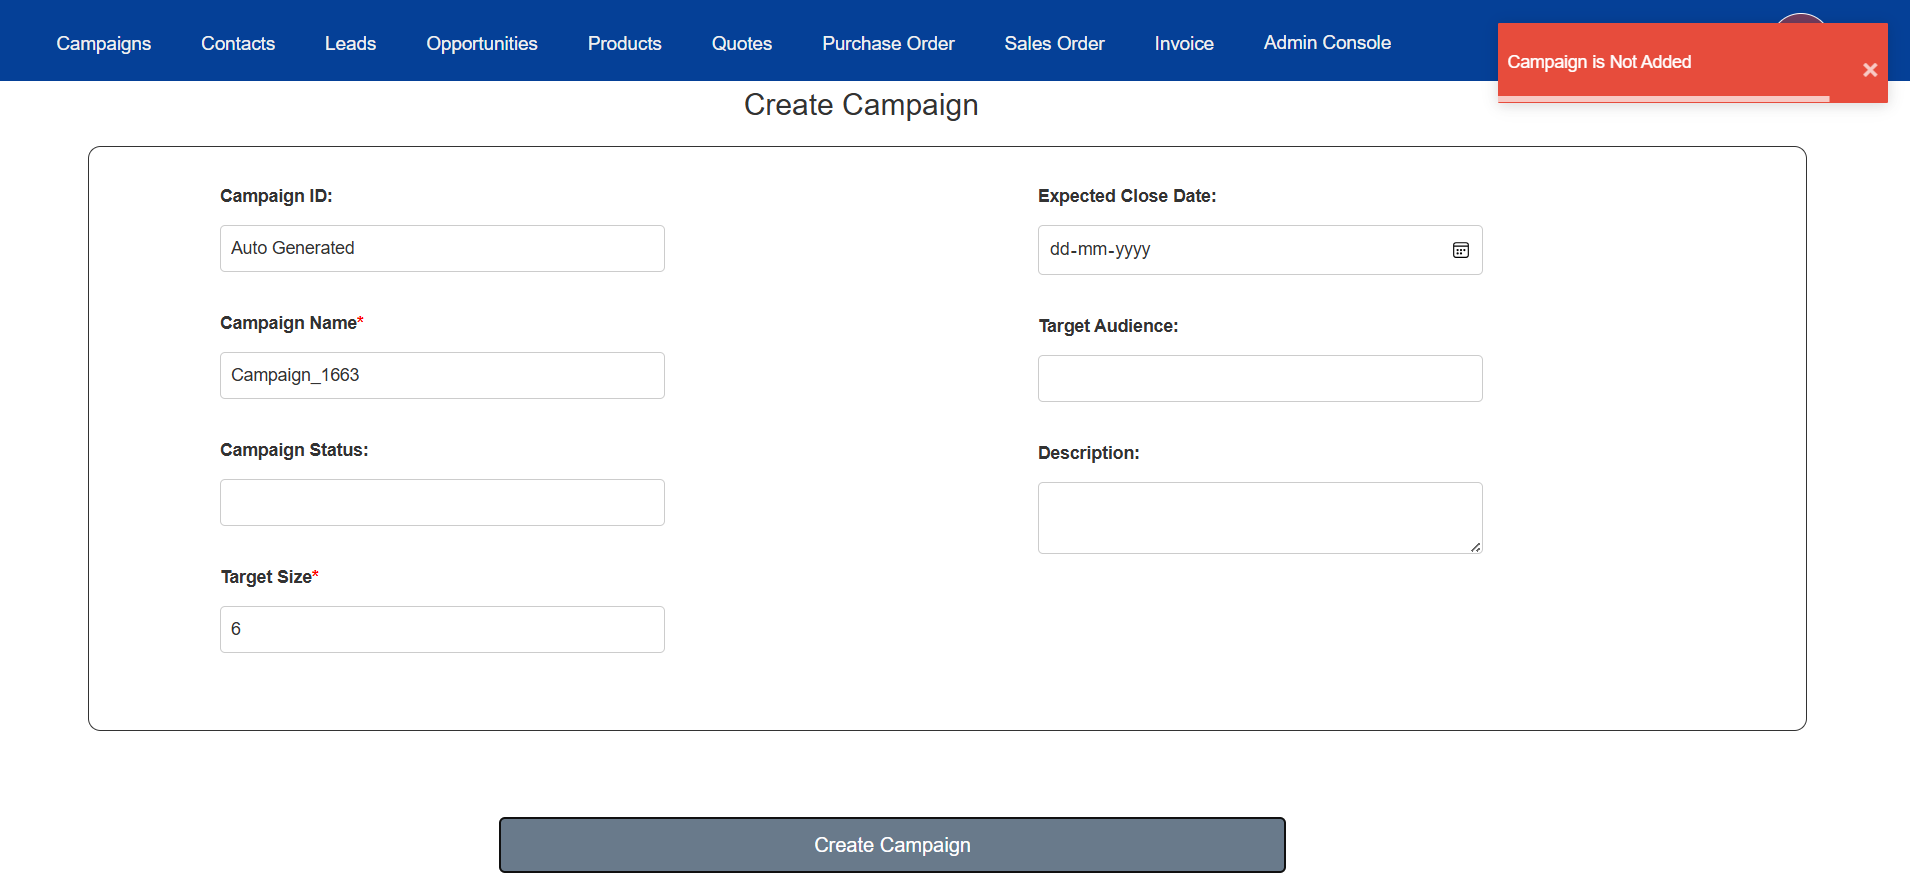 Campaigns Contacts Leads Opportunities Products Quotes Purchase Order Sales Order Invoice Admin Console
Campaign is Not Added
Create Campaign
Campaign ID:
Auto Generated
Campaign Name*
Campaign_1663
Campaign Status:
Target Size*
6
Expected Close Date:
dd-mm-yyyy
Target Audience:
Description:
Create Campaign